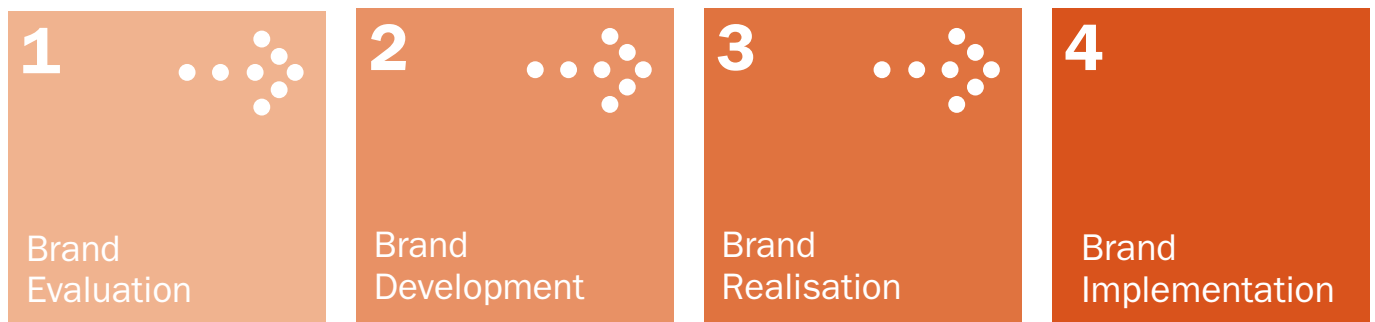 1
Brand
Evaluation
2
Brand
Development
3
Brand
Realisation
4
Brand
Implementation